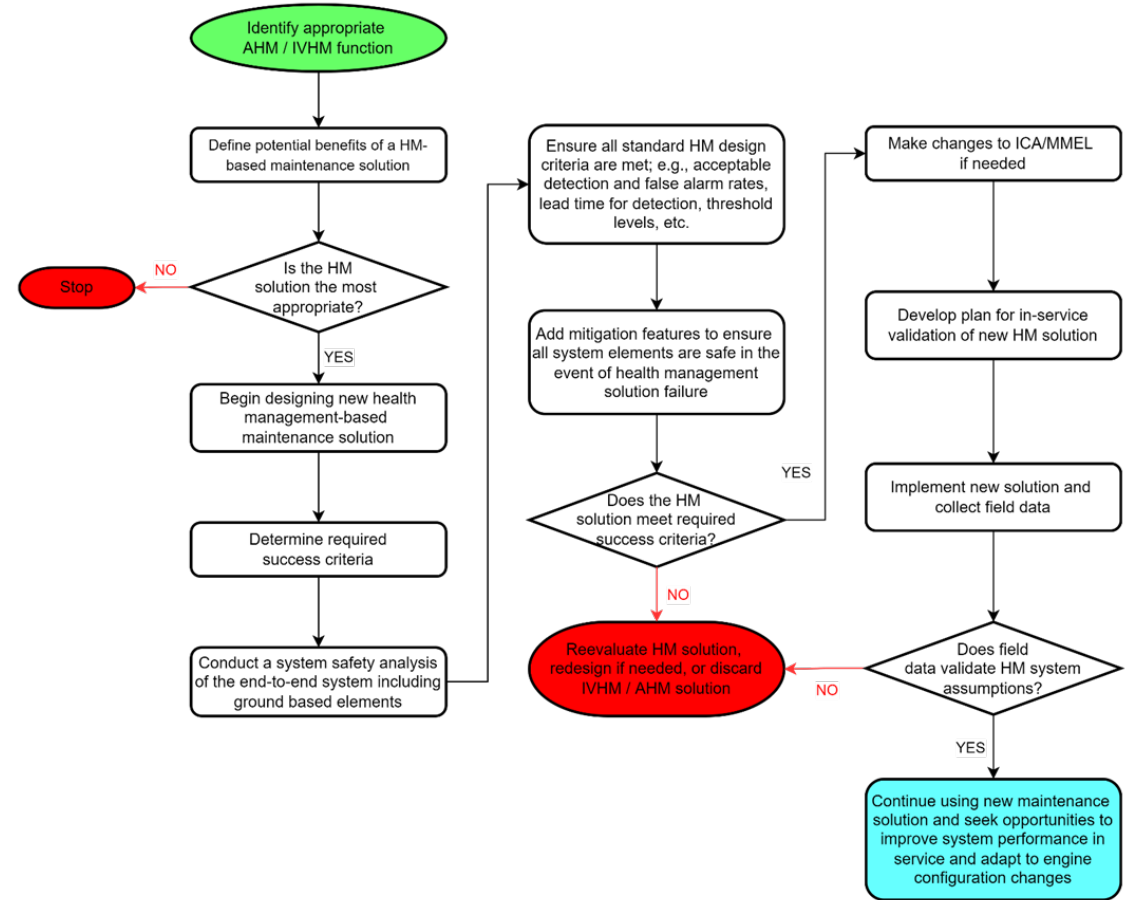 Identify appropriate
AHM / IVHM function
Define potential benefits of a HM-
based maintenance solution
Is the HM
solution the most
appropriate?
NO
Stop
YES
Begin designing new health
management-based
maintenance solution
Determine required
success criteria
Conduct a system safety analysis
of the end-to-end system including
ground based elements
Ensure all standard HM design
criteria are met; e.g., acceptable
detection and false alarm rates,
lead time for detection, threshold
levels, etc.
Add mitigation features to ensure
all system elements are safe in the
event of health management
solution failure
Does the HM
solution meet required
success criteria?
YES
NO
Reevaluate HM solution,
redesign if needed, or discard
IVHM / AHM solution
Make changes to ICA/MMEL
if needed
Develop plan for in-service
validation of new HM solution
Implement new solution and
collect field data
Does field
data validate HM system
assumptions?
NO
YES
Continue using new maintenance
solution and seek opportunities to
improve system performance in
service and adapt to engine
configuration changes